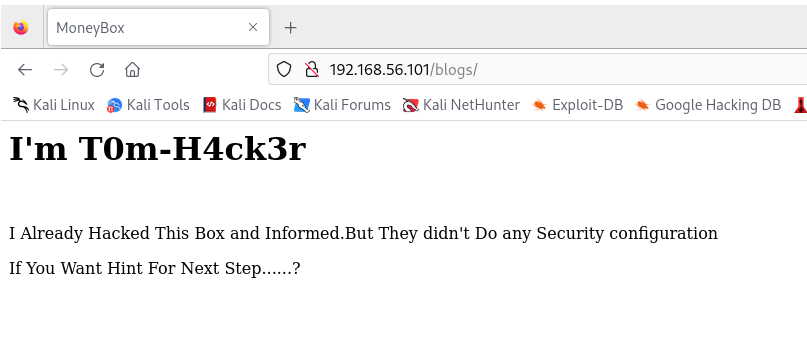 MoneyBox
192.168.56.101/blogs/
Kali Linux Kali Tools Kali Docs Kali Forums Kali NetHunter Exploit-DB Google Hacking DB
I'm T0m-H4ck3r
I Already Hacked This Box and Informed.But They didn't Do any Security configuration
If You Want Hint For Next Step......?